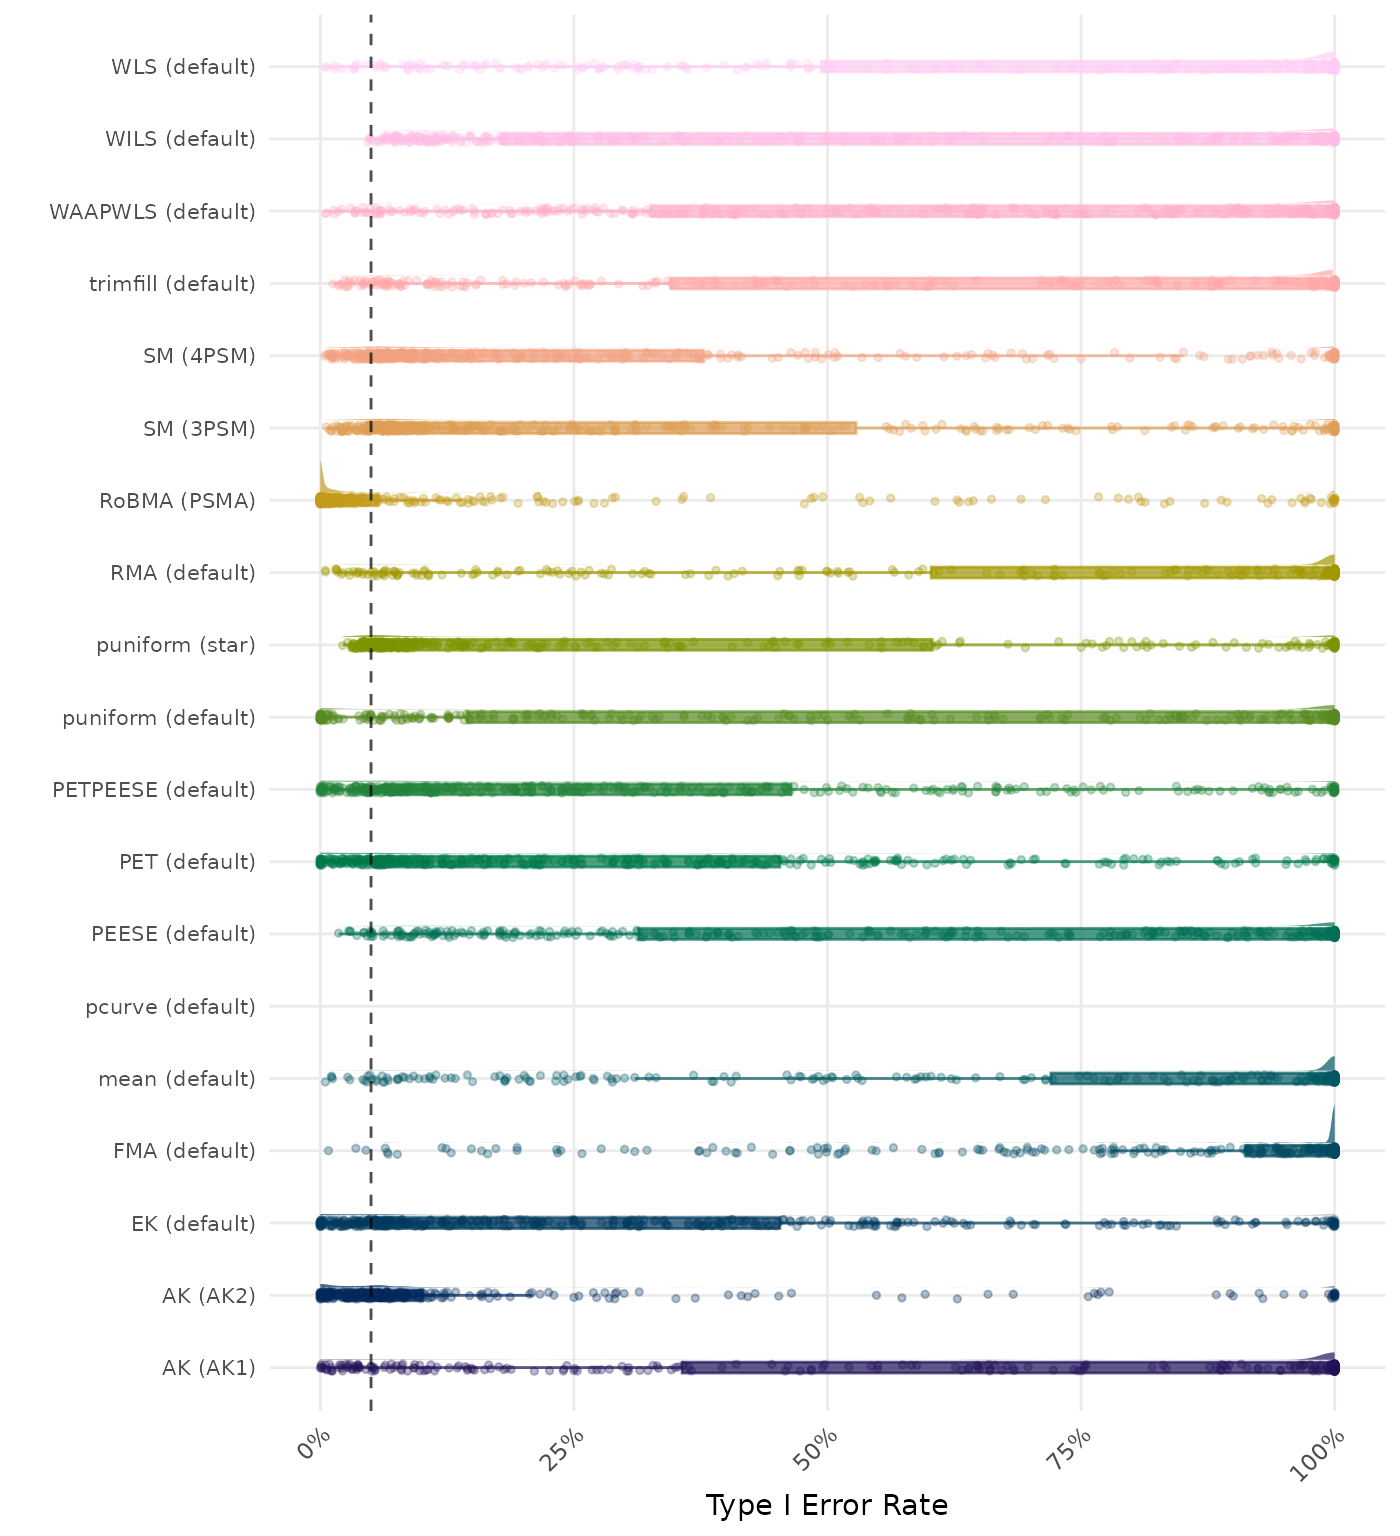 WLS (default)
WILS (default)
WAAPWLS (default)
trimfill (default)
SM (4PSM)
SM (3PSM)
RoBMA (PSMA)
RMA (default)
puniform (star)
puniform (default)
PETPEESE (default)
PET (default)
PEESE (default)
pcurve (default)
mean (default)
FMA (default)
EK (default)
AK (AK2)
AK (AK1)
0%
25%
50%
75%
100%
Type I Error Rate